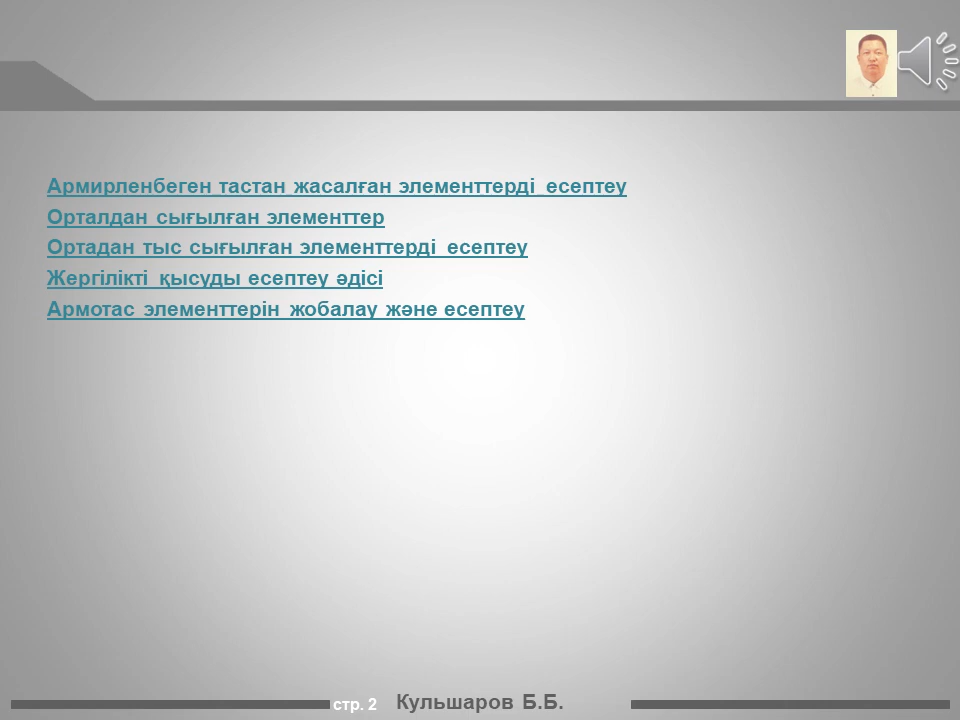 Армирленбеген тастан жасалған элементтерді есептеу
Орталдан сығылған элементтер
Ортадан тыс сығылған элементтерді есептеу
Жергілікті қысуды есептеу әдісі
Армотас элементтерін жобалау және есептеу
стр. 2 Кульшаров Б.Б.